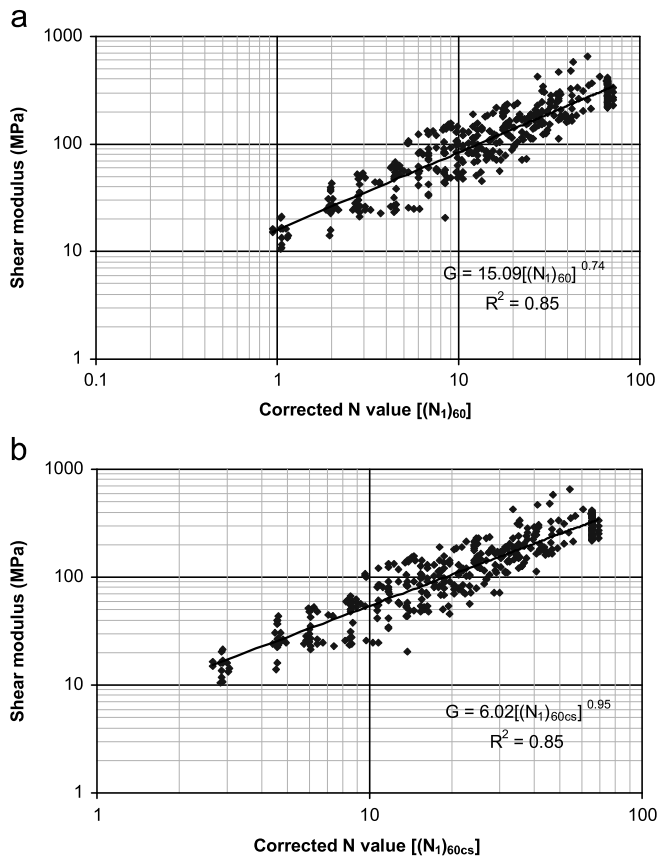 a
1000
100
10
1
Shear modulus (MPa)
G = 15.09[(N₁)₆₀] ⁰·⁷⁴
R² = 0.85
0.1 1 10 100
Corrected N value [(N₁)₆₀]
b
1000
100
10
1
Shear modulus (MPa)
G = 6.02[(N₁)₆₀cs] ⁰·⁹⁵
R² = 0.85
1 10 100
Corrected N value [(N₁)₆₀cs]